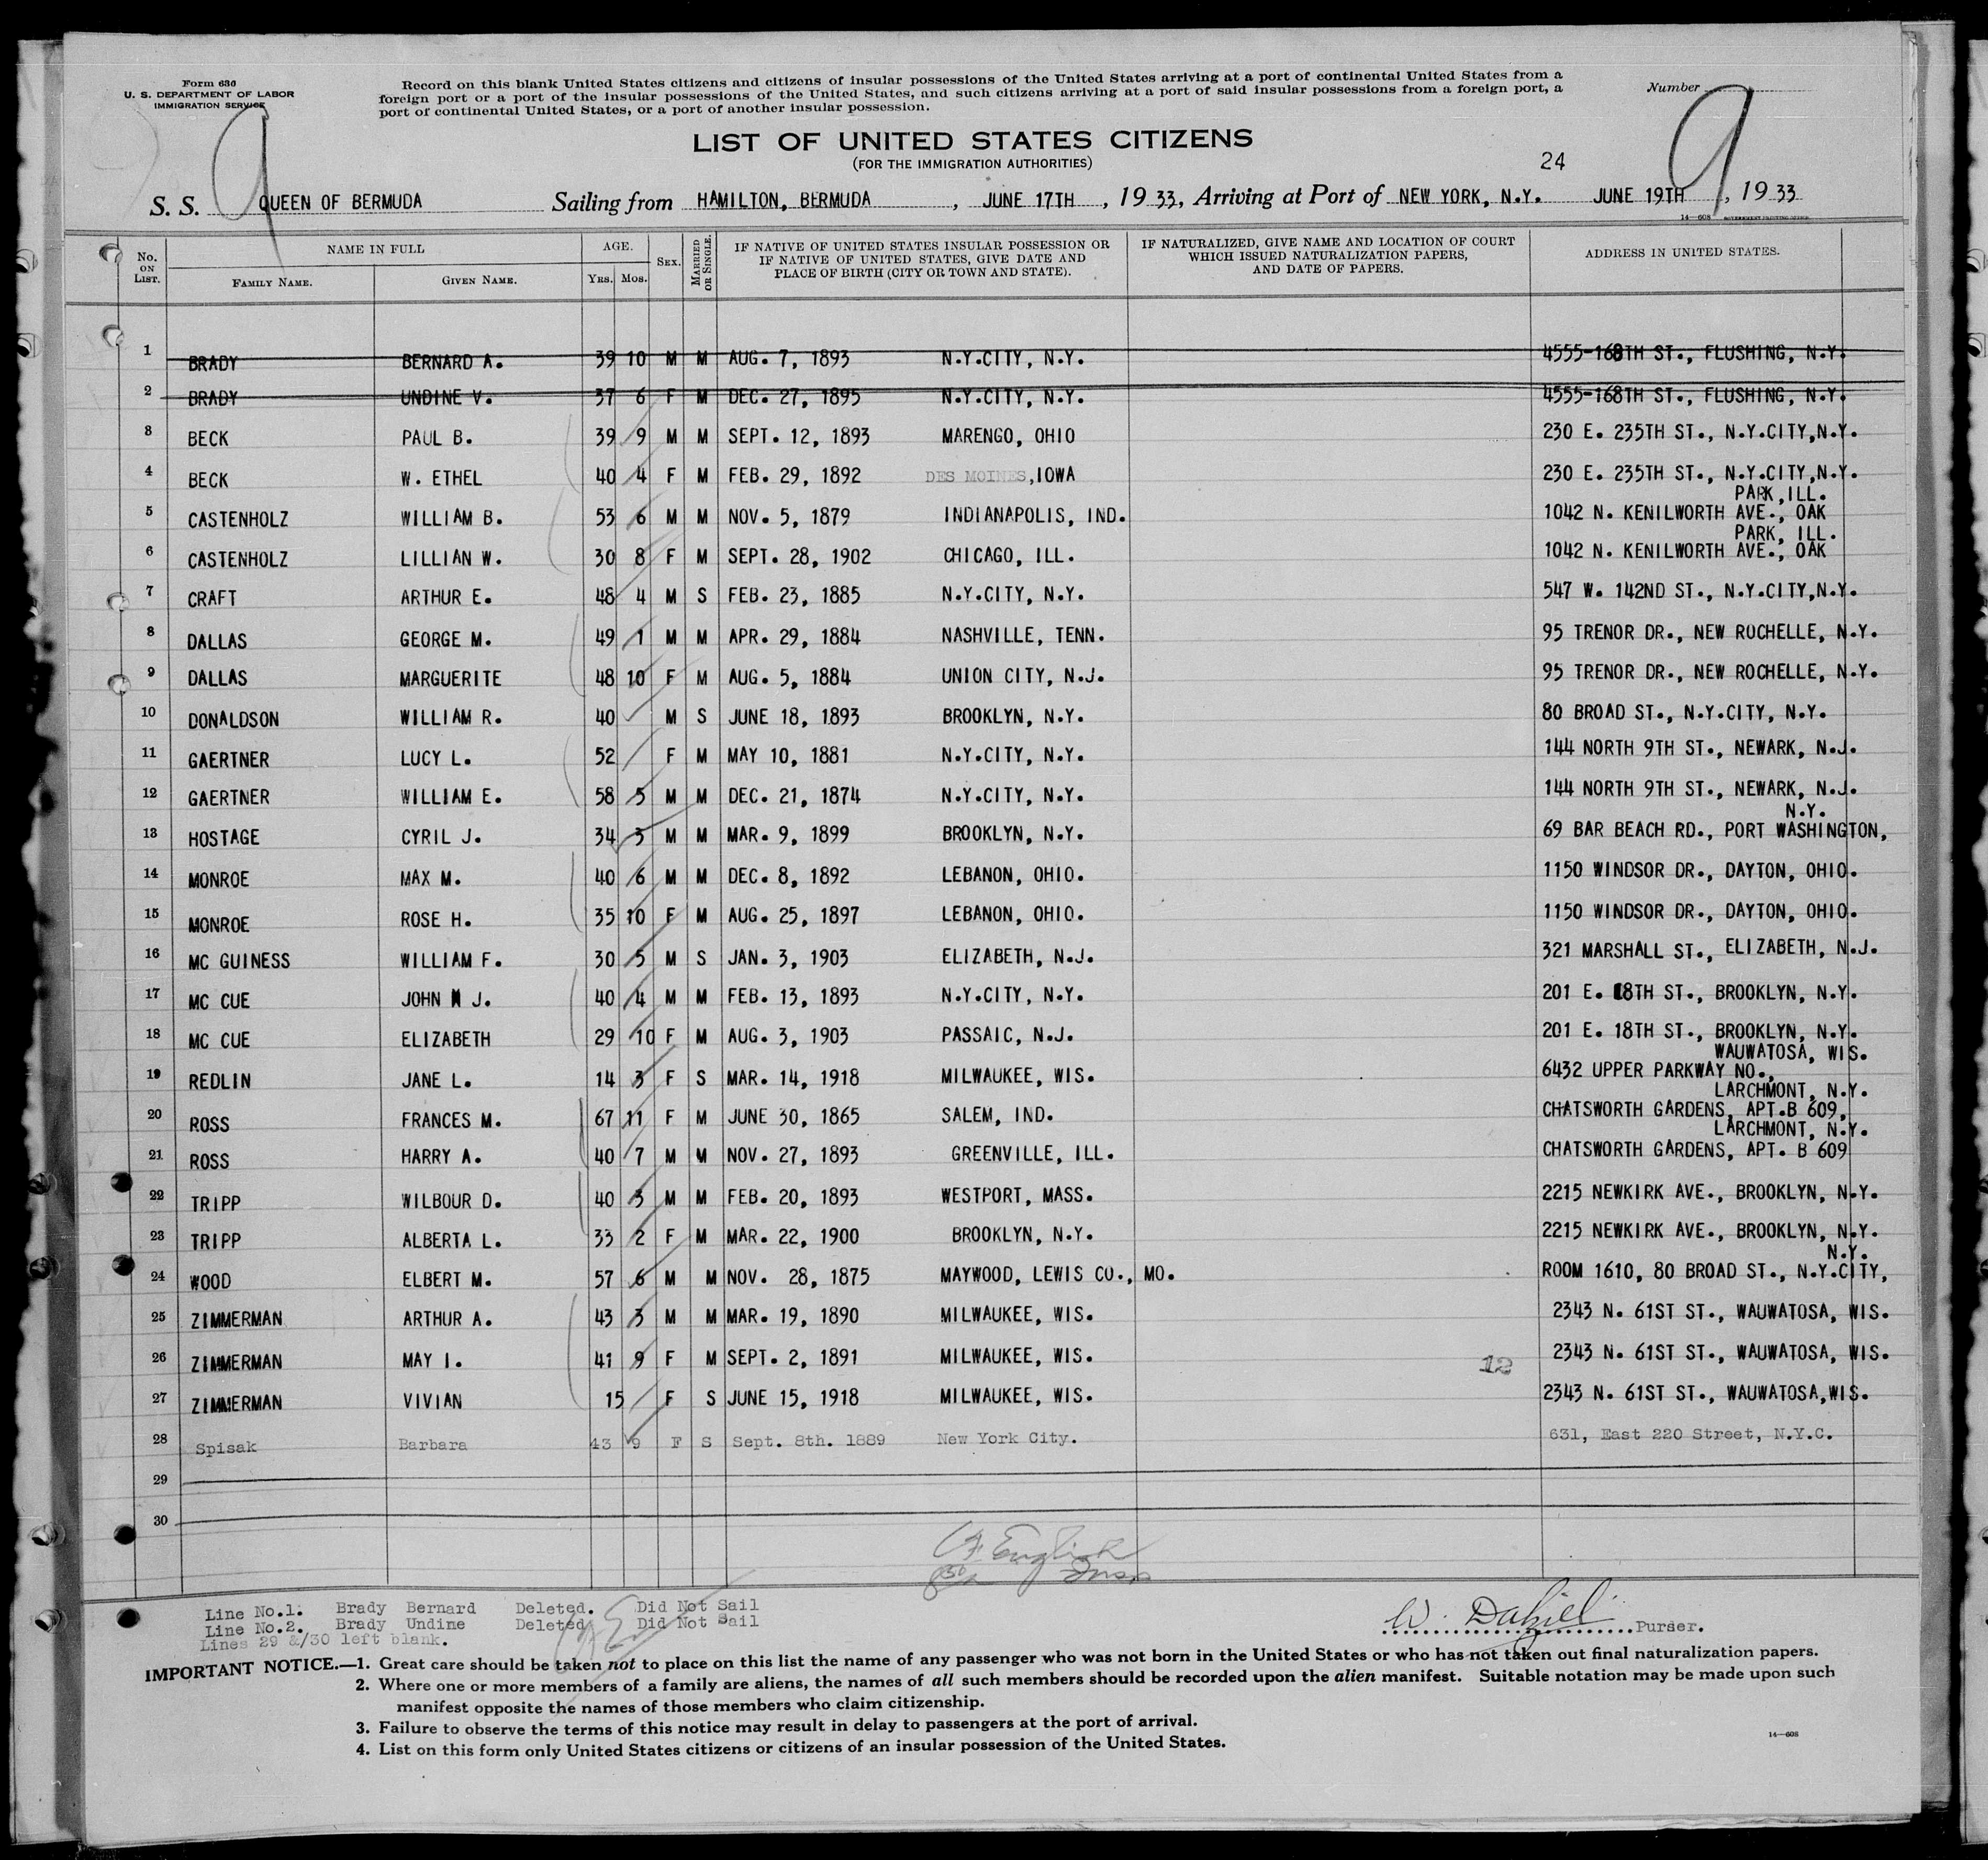 Form 636
U. S. DEPARTMENT OF LABOR
IMMIGRATION SERVICE
Record on this blank United States citizens and citizens of insular possessions of the United States arriving at a port of continental United States from a
foreign port or a port of the insular possessions of the United States, and such citizens arriving at a port of said insular possessions from a foreign port, a
port of continental United States, or a port of another insular possession.
Number
9
9
LIST OF UNITED STATES CITIZENS
(FOR THE IMMIGRATION AUTHORITIES)
24
S. S. QUEEN OF BERMUDA Sailing from HAMILTON, BERMUDA , JUNE 17TH , 19 33, Arriving at Port of NEW YORK, N.Y. JUNE 19TH , 19 33
14—608 GOVERNMENT PRINTING OFFICE
No. ON LIST. NAME IN FULL FAMILY NAME. GIVEN NAME. AGE. YRS. MOS. SEX. MARRIED OR SINGLE. IF NATIVE OF UNITED STATES INSULAR POSSESSION OR IF NATIVE OF UNITED STATES, GIVE DATE AND PLACE OF BIRTH (CITY OR TOWN AND STATE). IF NATURALIZED, GIVE NAME AND LOCATION OF COURT WHICH ISSUED NATURALIZATION PAPERS, AND DATE OF PAPERS. ADDRESS IN UNITED STATES.
1 BRADY BERNARD A. 39 10 M M AUG. 7, 1893 N.Y.CITY, N.Y. 4555-168TH ST., FLUSHING, N.Y.
2 BRADY UNDINE V. 37 6 F M DEC. 27, 1895 N.Y.CITY, N.Y. 4555-168TH ST., FLUSHING, N.Y.
3 BECK PAUL B. 39 9 M M SEPT. 12, 1893 MARENGO, OHIO 230 E. 235TH ST., N.Y.CITY,N.Y.
4 BECK W. ETHEL 40 4 F M FEB. 29, 1892 DES MOINES,IOWA 230 E. 235TH ST., N.Y.CITY,N.Y.
PARK,ILL.
5 CASTENHOLZ WILLIAM B. 53 6 M M NOV. 5, 1879 INDIANAPOLIS, IND. 1042 N. KENILWORTH AVE., OAK
PARK, ILL.
6 CASTENHOLZ LILLIAN W. 30 8 F M SEPT. 28, 1902 CHICAGO, ILL. 1042 N. KENILWORTH AVE., OAK
7 CRAFT ARTHUR E. 48 4 M S FEB. 23, 1885 N.Y.CITY, N.Y. 547 W. 142ND ST., N.Y.CITY,N.Y.
8 DALLAS GEORGE M. 49 1 M M APR. 29, 1884 NASHVILLE, TENN. 95 TRENOR DR., NEW ROCHELLE, N.Y.
9 DALLAS MARGUERITE 48 10 F M AUG. 5, 1884 UNION CITY, N.J. 95 TRENOR DR., NEW ROCHELLE, N.Y.
10 DONALDSON WILLIAM R. 40 M S JUNE 18, 1893 BROOKLYN, N.Y. 80 BROAD ST., N.Y.CITY, N.Y.
11 GAERTNER LUCY L. 52 F M MAY 10, 1881 N.Y.CITY, N.Y. 144 NORTH 9TH ST., NEWARK, N.J.
12 GAERTNER WILLIAM E. 58 5 M M DEC. 21, 1874 N.Y.CITY, N.Y. 144 NORTH 9TH ST., NEWARK, N.J.
N.Y.
13 HOSTAGE CYRIL J. 34 3 M M MAR. 9, 1899 BROOKLYN, N.Y. 69 BAR BEACH RD., PORT WASHINGTON,
14 MONROE MAX M. 40 6 M M DEC. 8, 1892 LEBANON, OHIO. 1150 WINDSOR DR., DAYTON, OHIO.
15 MONROE ROSE H. 35 10 F M AUG. 25, 1897 LEBANON, OHIO. 1150 WINDSOR DR., DAYTON, OHIO.
16 MC GUINESS WILLIAM F. 30 5 M S JAN. 3, 1903 ELIZABETH, N.J. 321 MARSHALL ST., ELIZABETH, N.J.
17 MC CUE JOHN J. 40 4 M M FEB. 13, 1893 N.Y.CITY, N.Y. 201 E. 18TH ST., BROOKLYN, N.Y.
18 MC CUE ELIZABETH 29 10 F M AUG. 3, 1903 PASSAIC, N.J. 201 E. 18TH ST., BROOKLYN, N.Y.
WAUWATOSA, WIS.
19 REDLIN JANE L. 14 3 F S MAR. 14, 1918 MILWAUKEE, WIS. 6432 UPPER PARKWAY NO.,
LARCHMONT, N.Y.
20 ROSS FRANCES M. 67 11 F M JUNE 30, 1865 SALEM, IND. CHATSWORTH GARDENS, APT.B 609,
LARCHMONT, N.Y.
21 ROSS HARRY A. 40 7 M M NOV. 27, 1893 GREENVILLE, ILL. CHATSWORTH GARDENS, APT. B 609
22 TRIPP WILBOUR D. 40 3 M M FEB. 20, 1893 WESTPORT, MASS. 2215 NEWKIRK AVE., BROOKLYN, N.Y.
23 TRIPP ALBERTA L. 33 2 F M MAR. 22, 1900 BROOKLYN, N.Y. 2215 NEWKIRK AVE., BROOKLYN, N.Y.
N.Y.
24 WOOD ELBERT M. 57 6 M M NOV. 28, 1875 MAYWOOD, LEWIS CO., MO. ROOM 1610, 80 BROAD ST., N.Y.CITY,
25 ZIMMERMAN ARTHUR A. 43 3 M M MAR. 19, 1890 MILWAUKEE, WIS. 2343 N. 61ST ST., WAUWATOSA, WIS.
26 ZIMMERMAN MAY I. 41 9 F M SEPT. 2, 1891 MILWAUKEE, WIS. 12 2343 N. 61ST ST., WAUWATOSA, WIS.
27 ZIMMERMAN VIVIAN 15 F S JUNE 15, 1918 MILWAUKEE, WIS. 2343 N. 61ST ST., WAUWATOSA,WIS.
28 Spisak Barbara 43 9 F S Sept. 8th. 1889 New York City. 631, East 220 Street, N.Y.C.
29
30
English
Line No.1. Brady Bernard Deleted. Did Not Sail
Line No.2. Brady Undine Deleted Did Not Sail
Lines 29 &/30 left blank.
W. Purser.
IMPORTANT NOTICE.—1. Great care should be taken not to place on this list the name of any passenger who was not born in the United States or who has not taken out final naturalization papers.
2. Where one or more members of a family are aliens, the names of all such members should be recorded upon the alien manifest. Suitable notation may be made upon such
manifest opposite the names of those members who claim citizenship.
3. Failure to observe the terms of this notice may result in delay to passengers at the port of arrival.
4. List on this form only United States citizens or citizens of an insular possession of the United States.
14—608